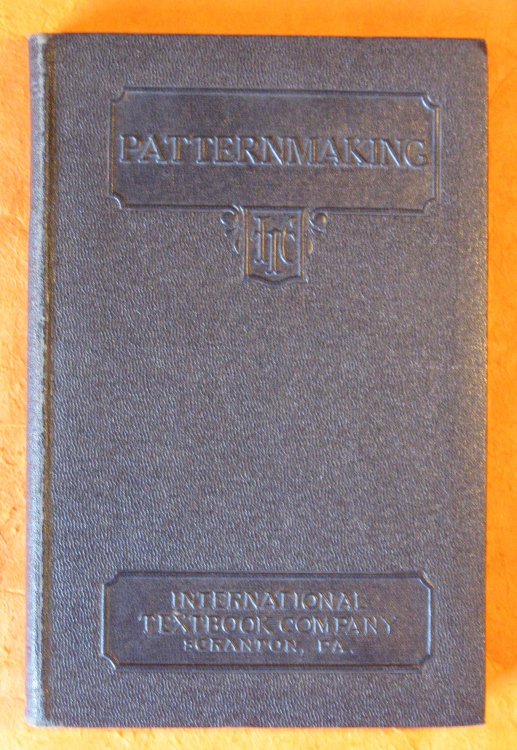 PATTERNMAKING
ITC
INTERNATIONAL
TEXTBOOK COMPANY
SCRANTON, PA.